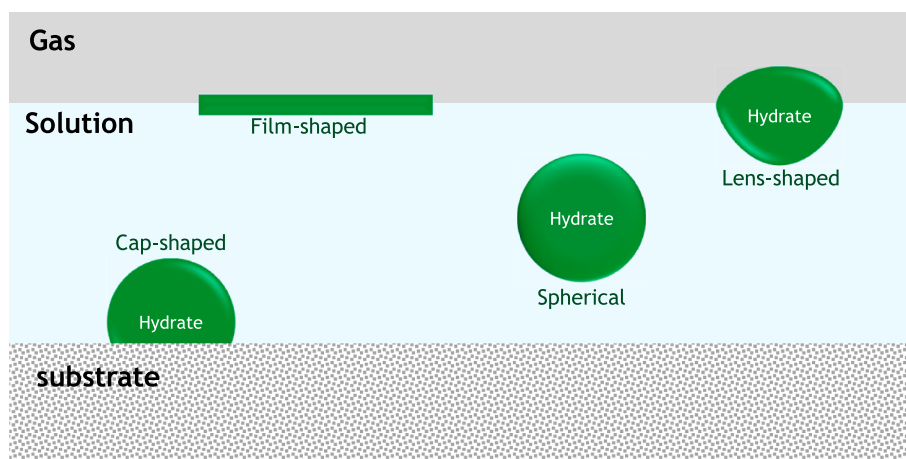 Gas
Hydrate
Solution
Film-shaped
Lens-shaped
Hydrate
Cap-shaped
Spherical
Hydrate
substrate